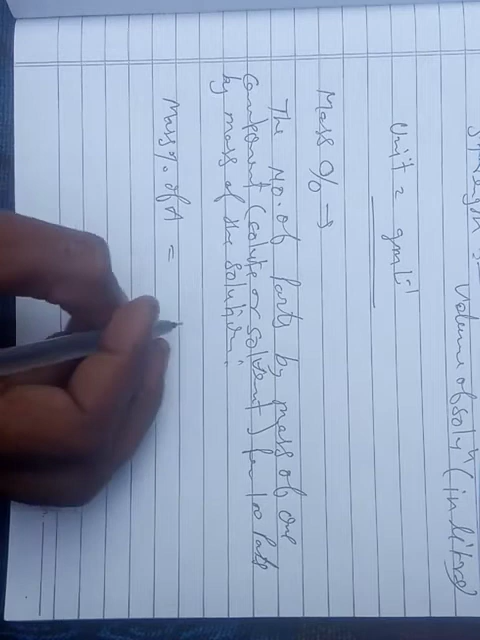 Strength =
Volume of solⁿ (in litre)
Unit = gmL⁻¹
Mass % →
The No. of Parts by mass of one
Component (solute or solvent) per 100 Parts
by mass of the solution.
Mass % of A =